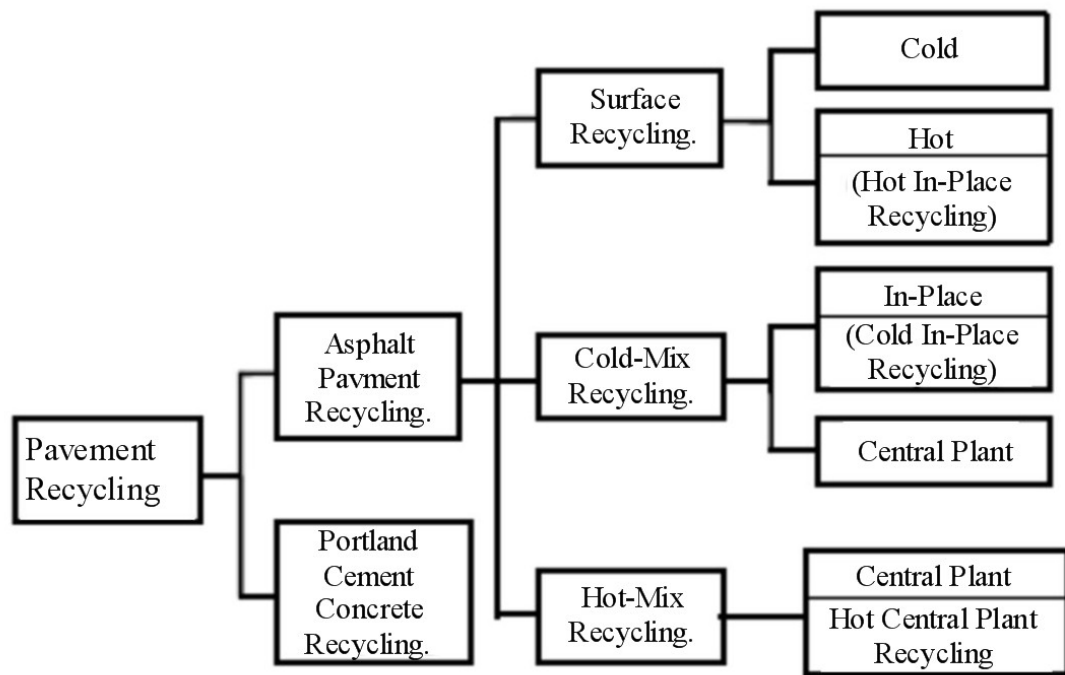 Pavement
Recycling
Asphalt
Pavment
Recycling.
Portland
Cement
Concrete
Recycling.
Surface
Recycling.
Cold-Mix
Recycling.
Hot-Mix
Recycling.
Cold
Hot
(Hot In-Place
Recycling)
In-Place
(Cold In-Place
Recycling)
Central Plant
Central Plant
Hot Central Plant
Recycling